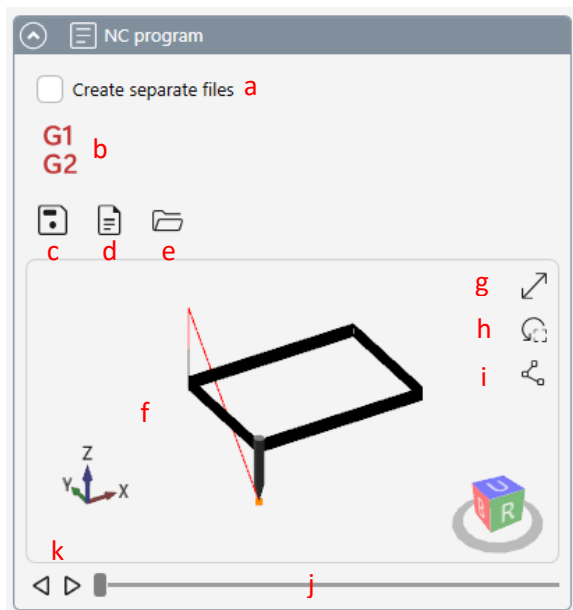 NC program
Create separate files a
G1
G2 b
c d e
g
h
i
f
Z
Y X
U
B R
k
j